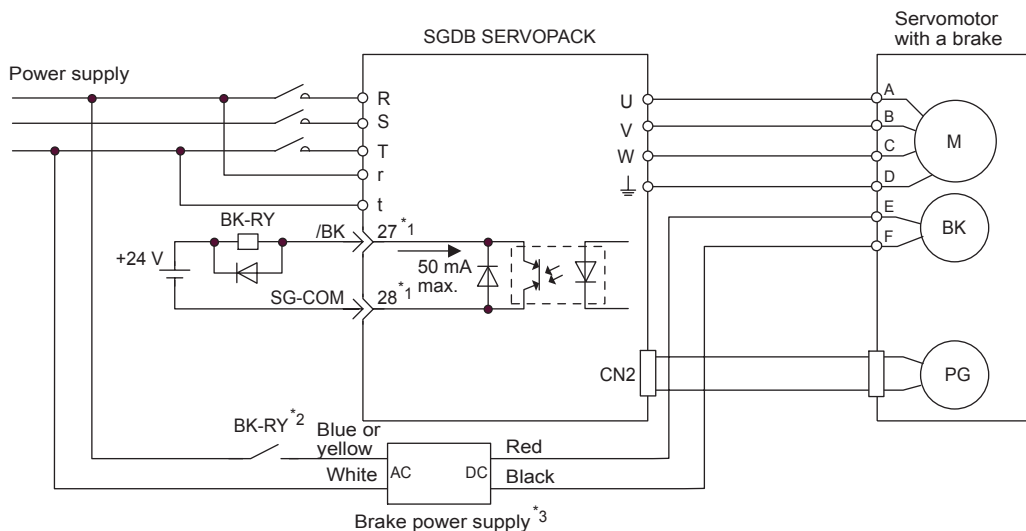 SGDB SERVOPACK
Servomotor
with a brake
Power supply
R
S
T
r
t
U
V
W
A
B
C
D
E
F
M
BK
PG
BK-RY
+24 V
/BK
27 *1
50 mA
max.
SG-COM
28 *1
CN2
BK-RY *2
Blue or
yellow
White
AC
DC
Red
Black
Brake power supply *3